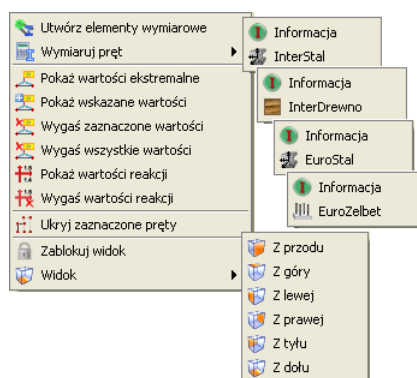 Utwórz elementy wymiarowe
Wymiaruj pręt
Pokaż wartości ekstremalne
Pokaż wskazane wartości
Wygaś zaznaczone wartości
Wygaś wszystkie wartości
Pokaż wartości reakcji
Wygaś wartości reakcji
Ukryj zaznaczone pręty
Zablokuj widok
Widok
Informacja
InterStal
Informacja
InterDrewno
Informacja
EuroStal
Informacja
EuroZelbet
Z przodu
Z góry
Z lewej
Z prawej
Z tyłu
Z dołu